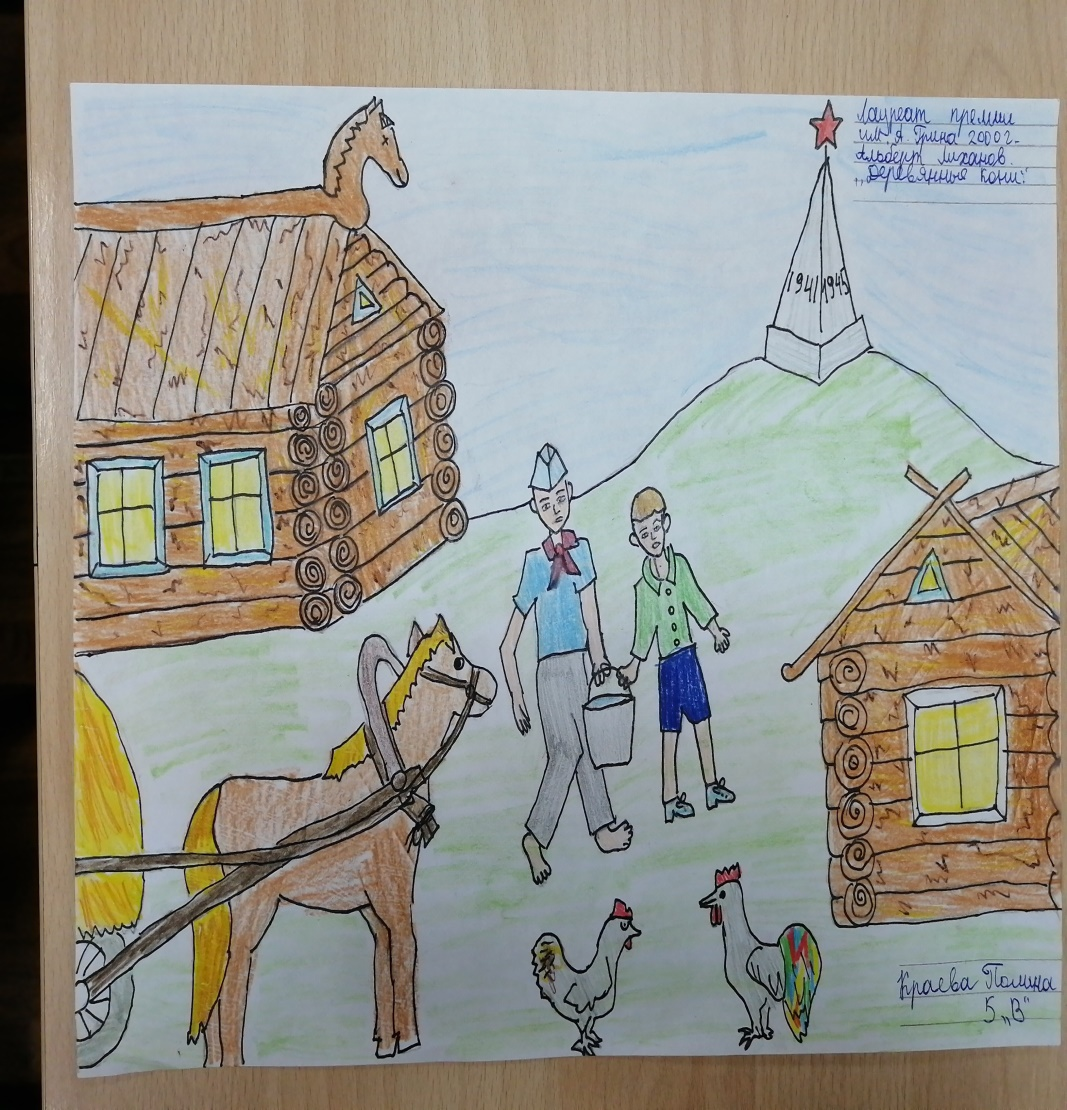 Лауреат премии
им. А Грина 2000 г.
Альберт Лиханов.
„Деревянные кони."
1941 1945
Краева Полина
5 „В"